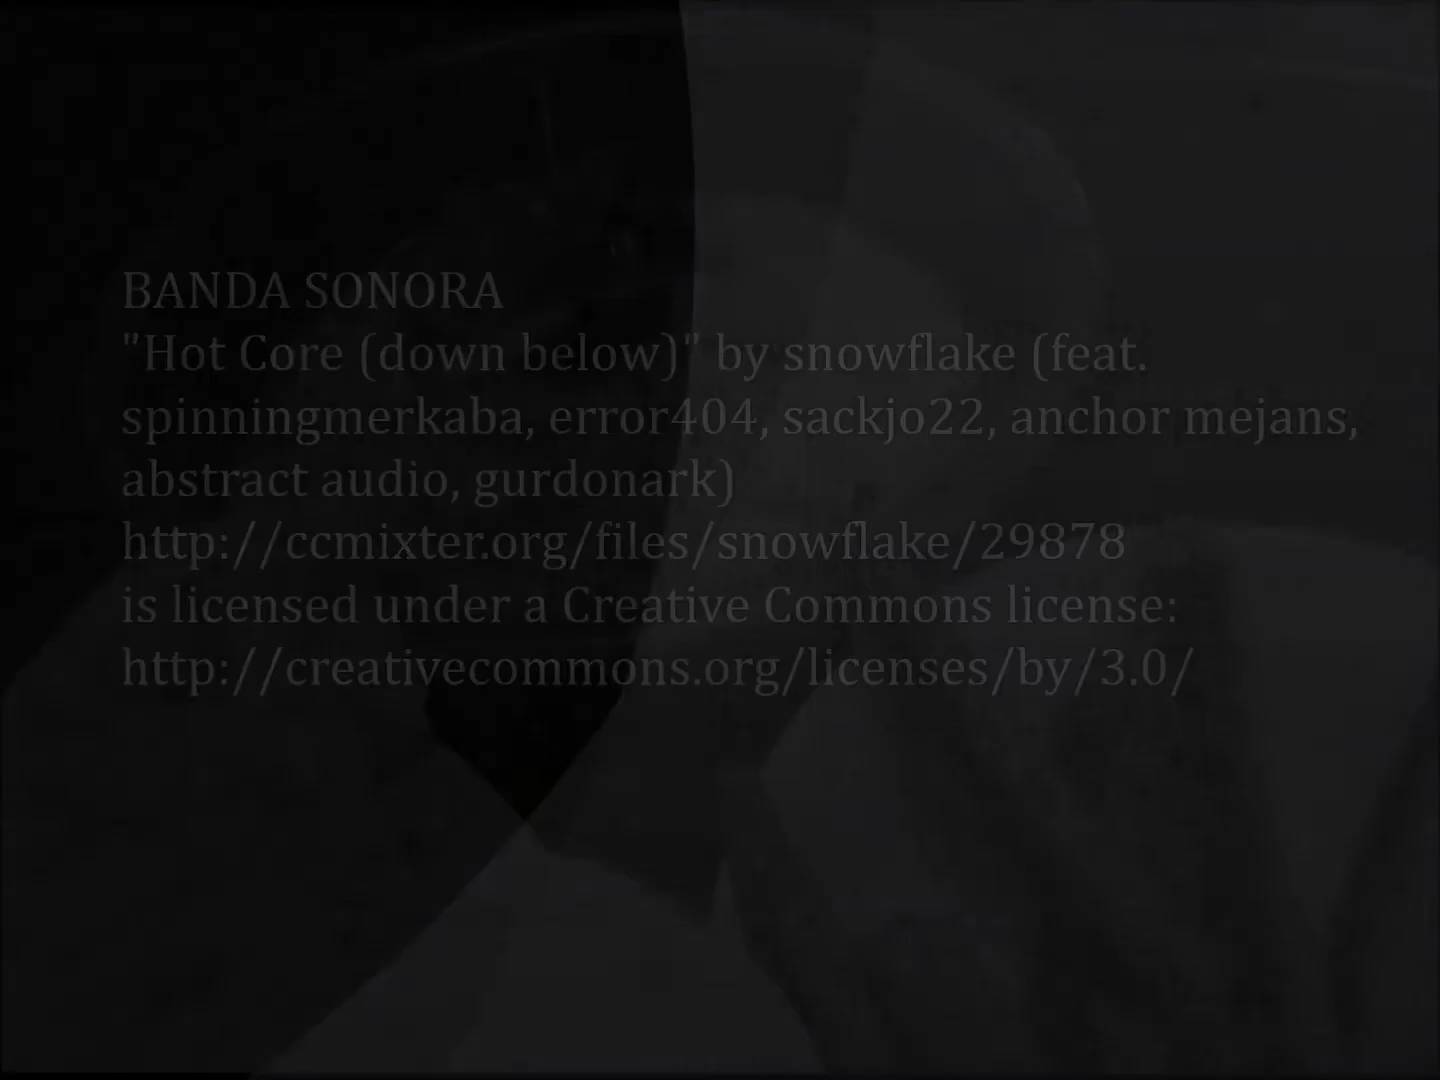 BANDA SONORA
"Hot Core (down below)" by snowflake (feat.
spinningmerkaba, error404, sackjo22, anchor mejans,
abstract audio, gurdonark)
http://ccmixter.org/files/snowflake/29878
is licensed under a Creative Commons license:
http://creativecommons.org/licenses/by/3.0/